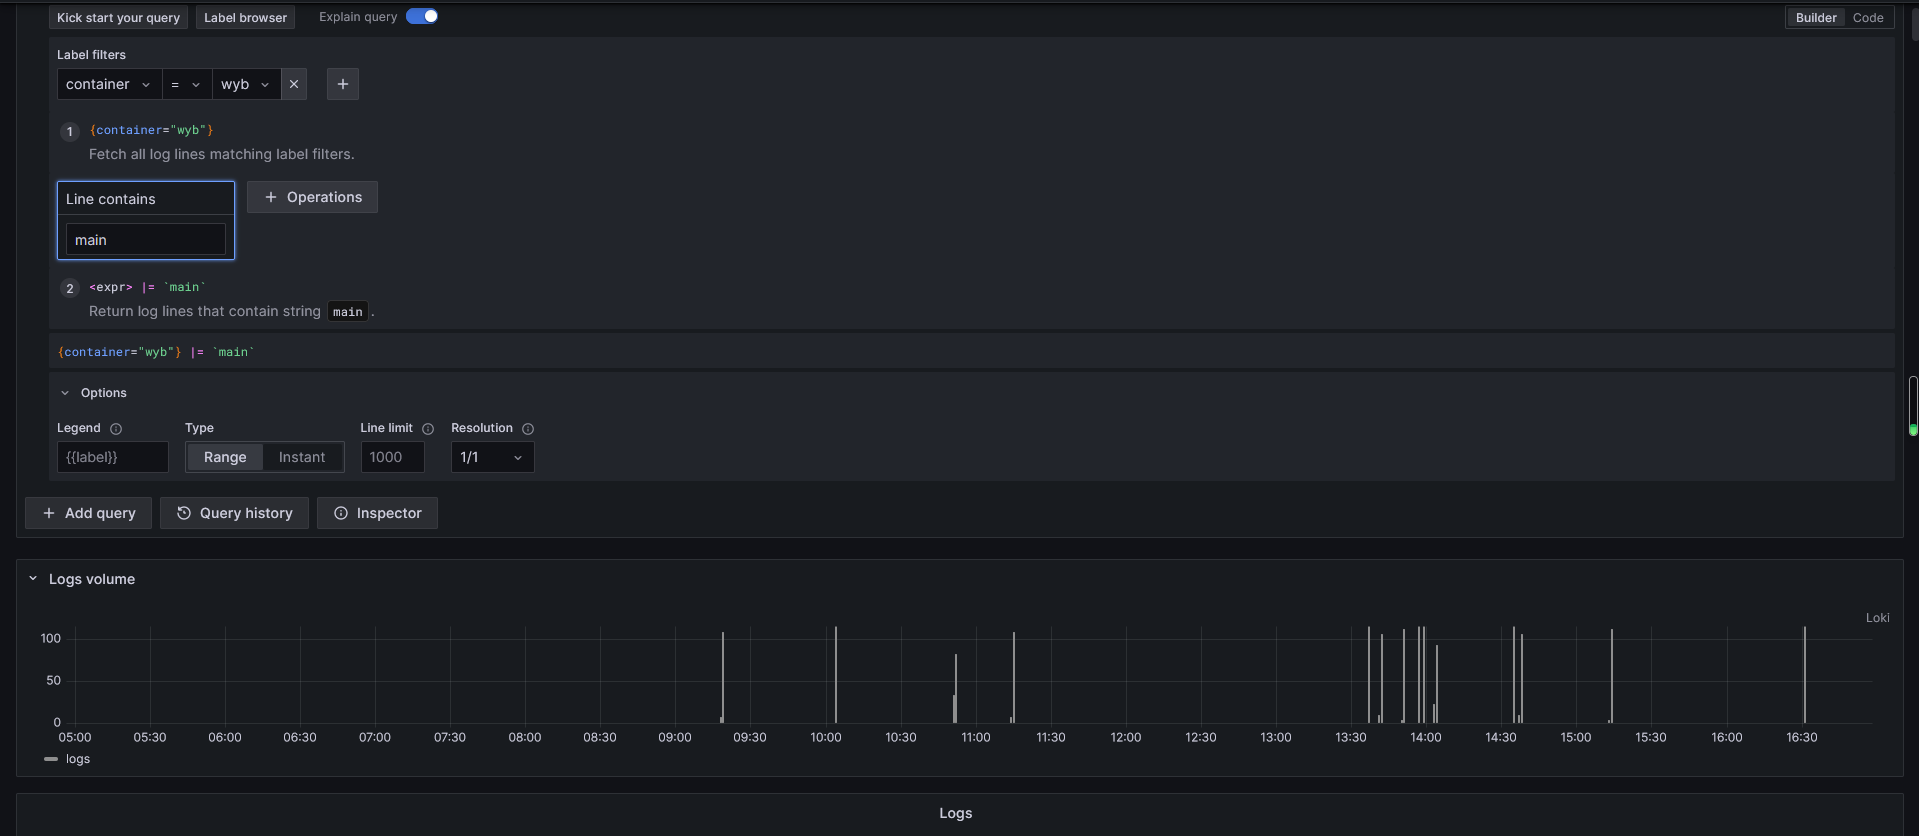 Kick start your query Label browser Explain query Builder Code
Label filters
container = wyb
1 {container="wyb"}
Fetch all log lines matching label filters.
Line contains + Operations
main
2 <expr> |= `main`
Return log lines that contain string main .
{container="wyb"} |= `main`
Options
Legend Type Line limit Resolution
{{label}} Range Instant 1000 1/1
+ Add query Query history Inspector
Logs volume
Loki
100
50
0
05:00 05:30 06:00 06:30 07:00 07:30 08:00 08:30 09:00 09:30 10:00 10:30 11:00 11:30 12:00 12:30 13:00 13:30 14:00 14:30 15:00 15:30 16:00 16:30
logs
Logs